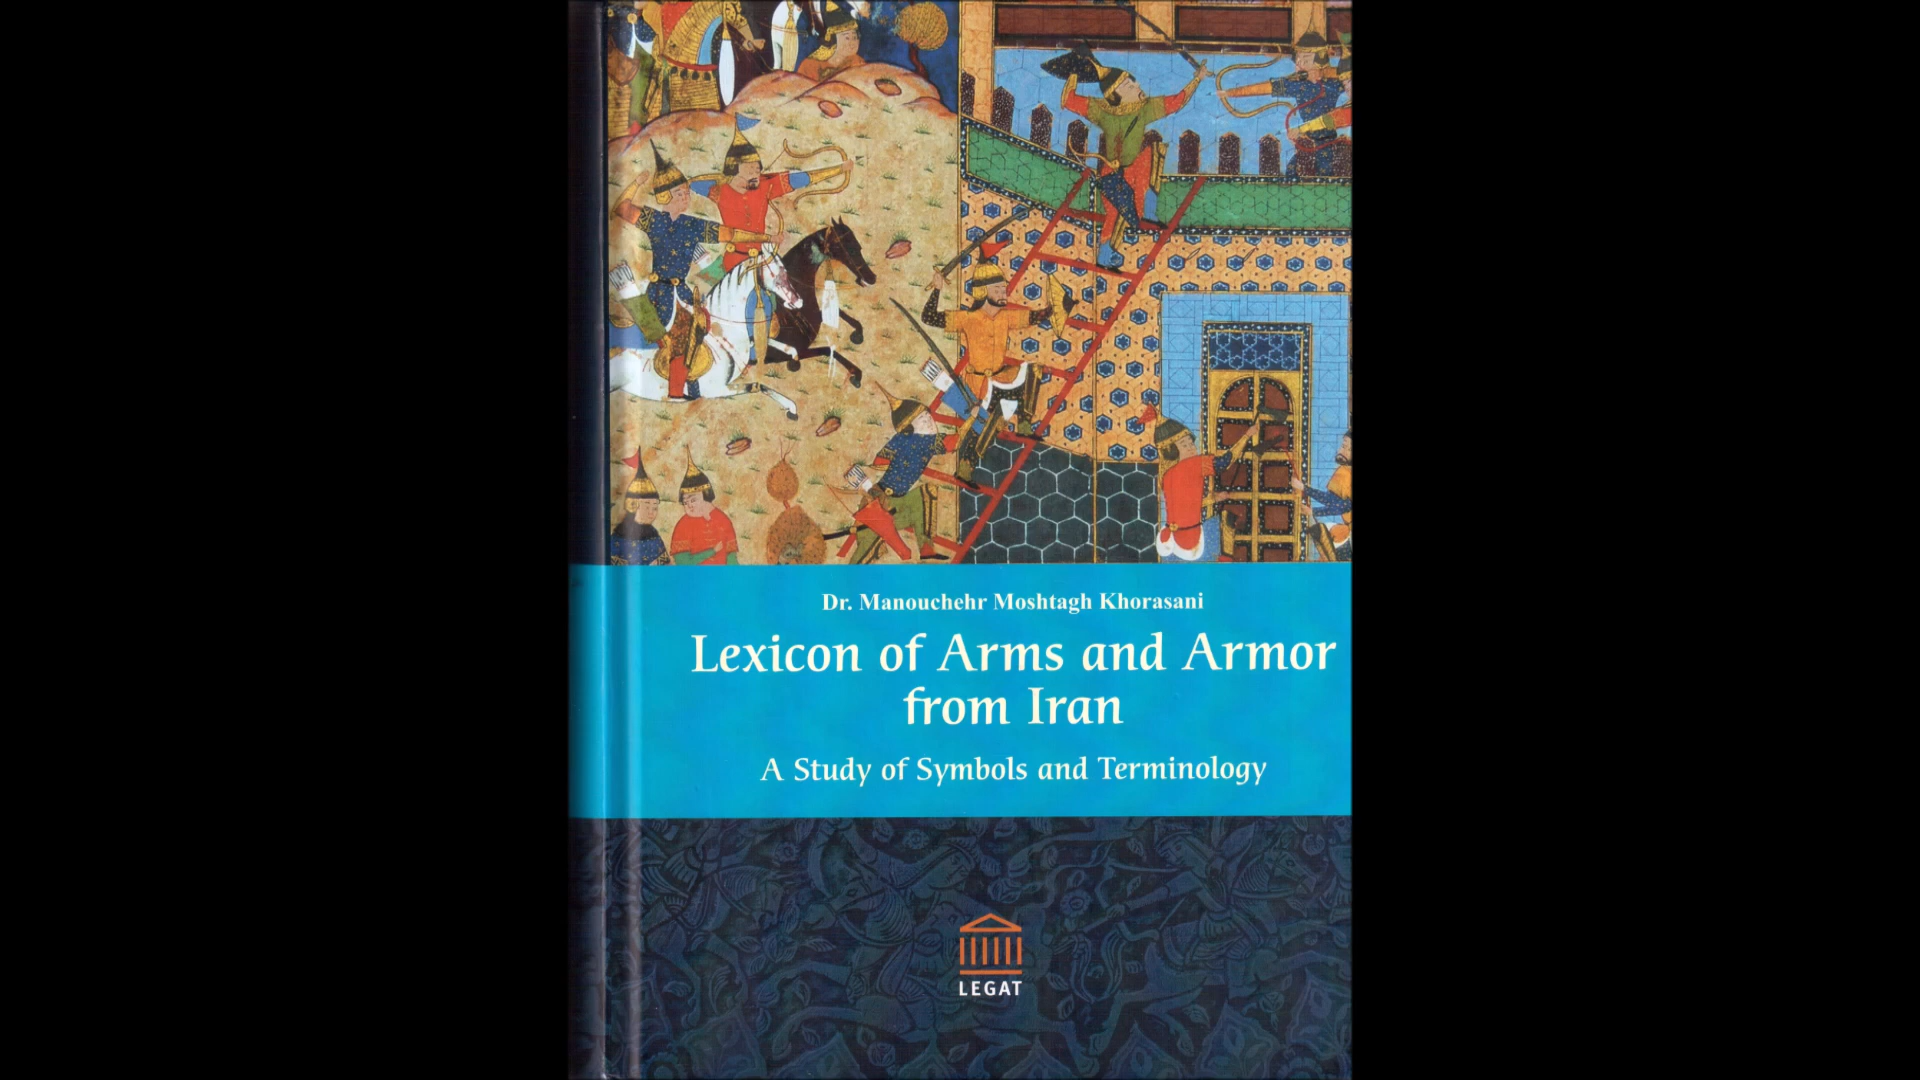 Dr. Manouchehr Moshtagh Khorasani
Lexicon of Arms and Armor
from Iran
A Study of Symbols and Terminology
LEGAT